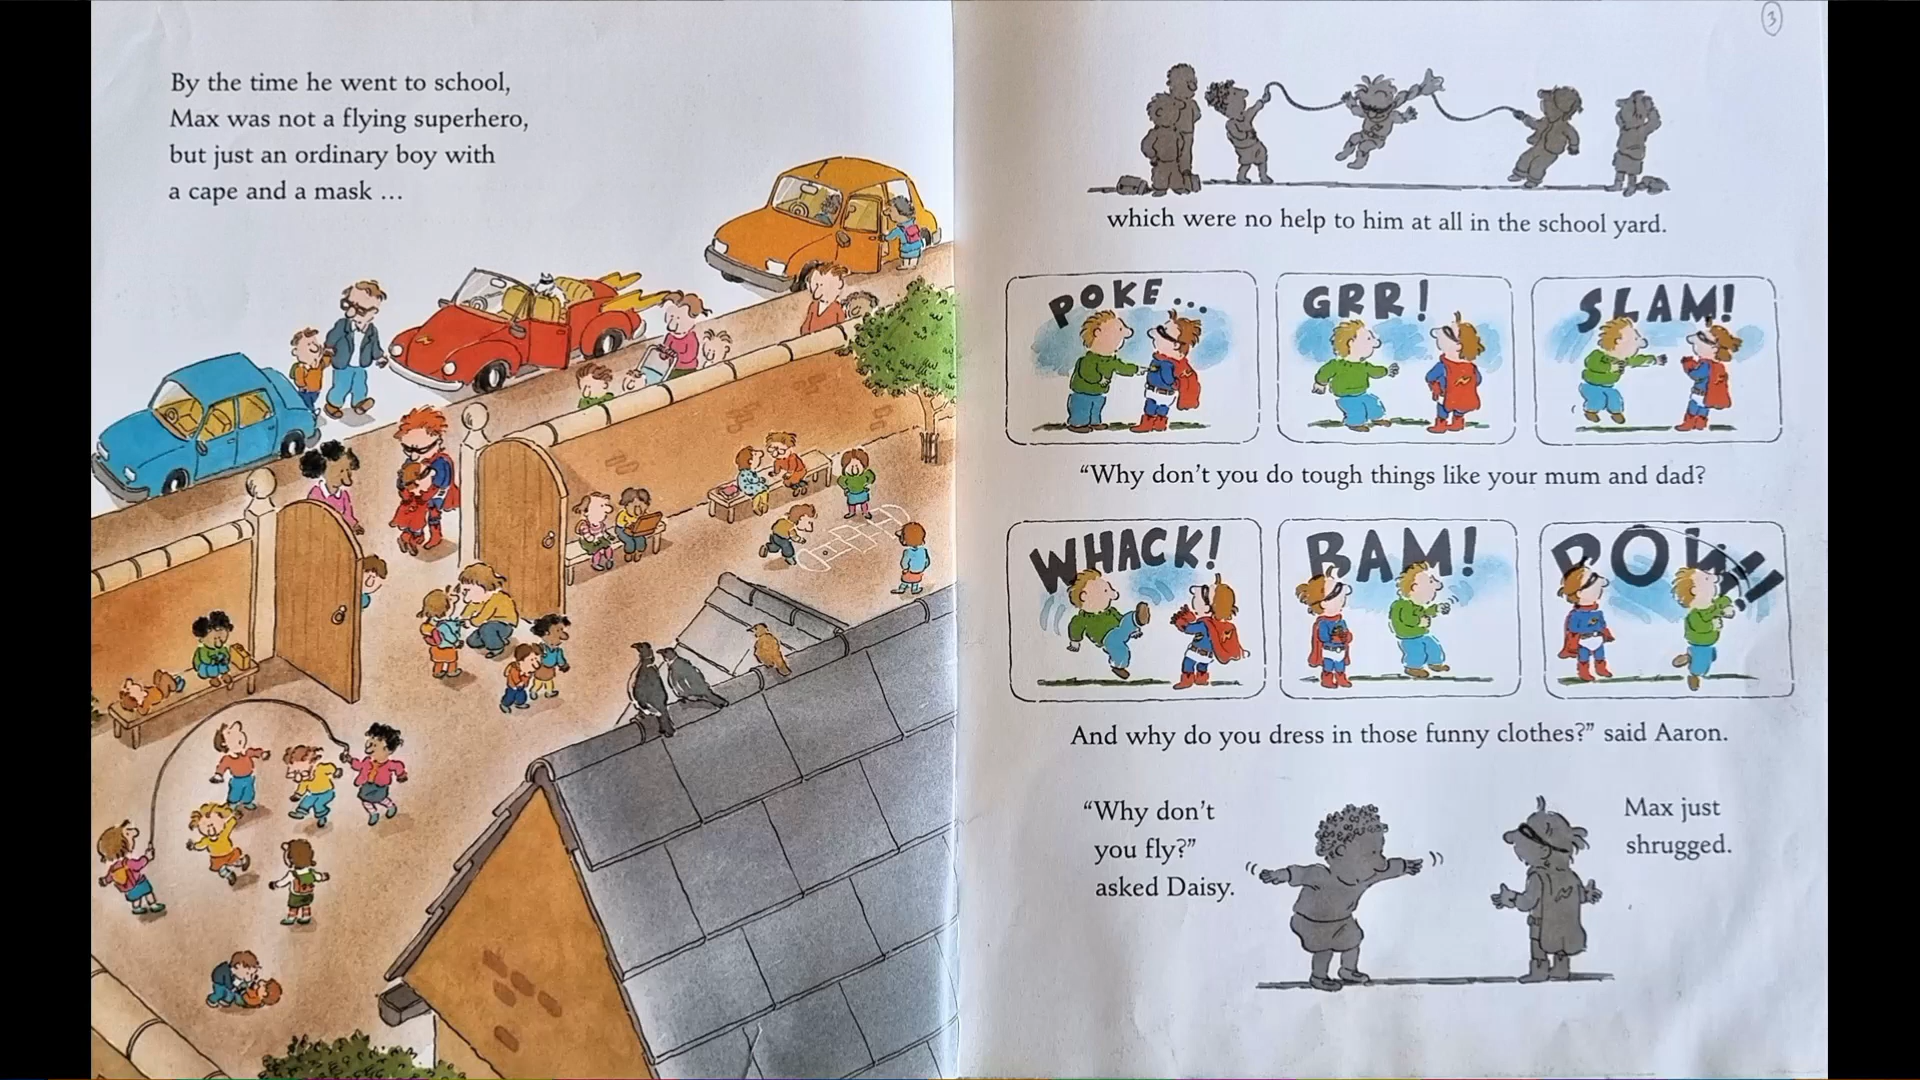 By the time he went to school,
Max was not a flying superhero,
but just an ordinary boy with
a cape and a mask ...
3
which were no help to him at all in the school yard.
POKE...
GRR!
SLAM!
“Why don’t you do tough things like your mum and dad?
WHACK!
BAM!
POW!!
And why do you dress in those funny clothes?” said Aaron.
“Why don’t
you fly?”
asked Daisy.
Max just
shrugged.